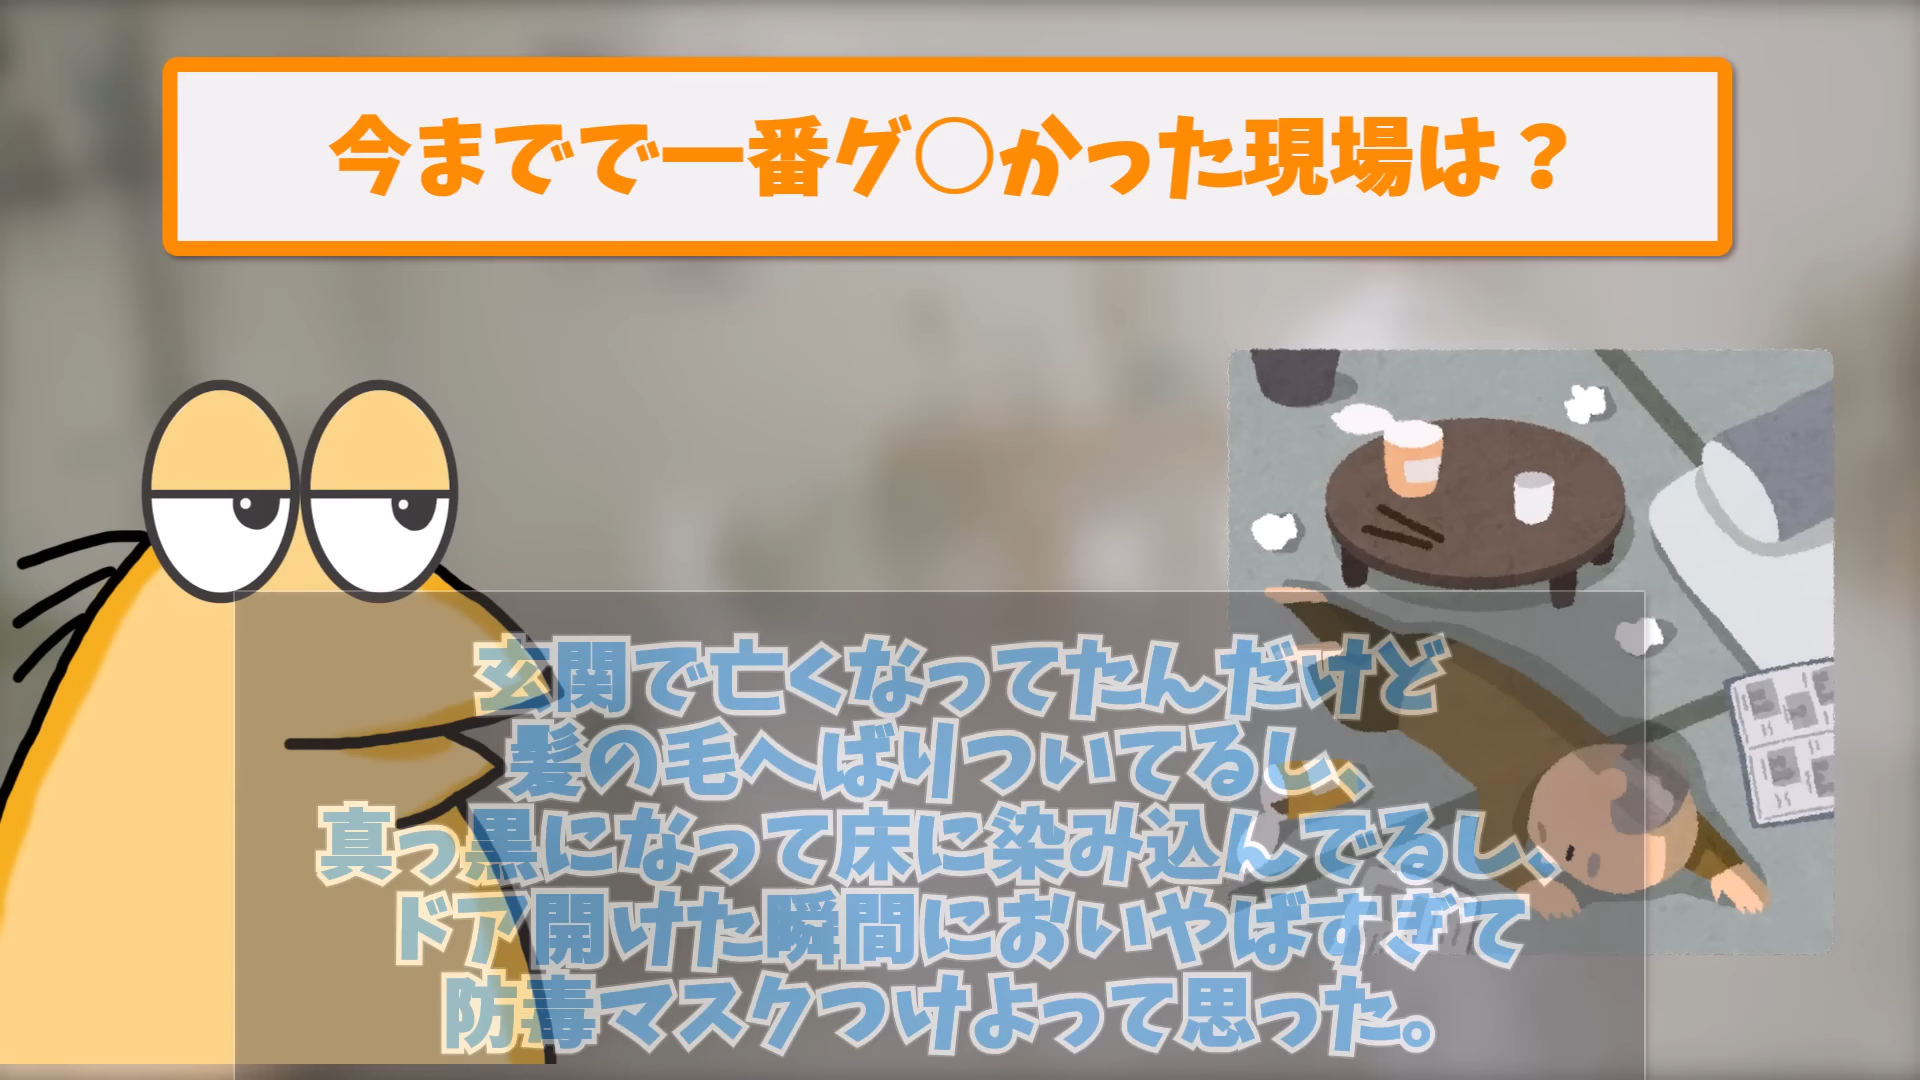 今までで一番グ○かった現場は？
玄関で亡くなってたんだけど
髪の毛へばりついてるし、
真っ黒になって床に染み込んでるし、
ドア開けた瞬間においやばすぎて
防毒マスクつけよって思った。